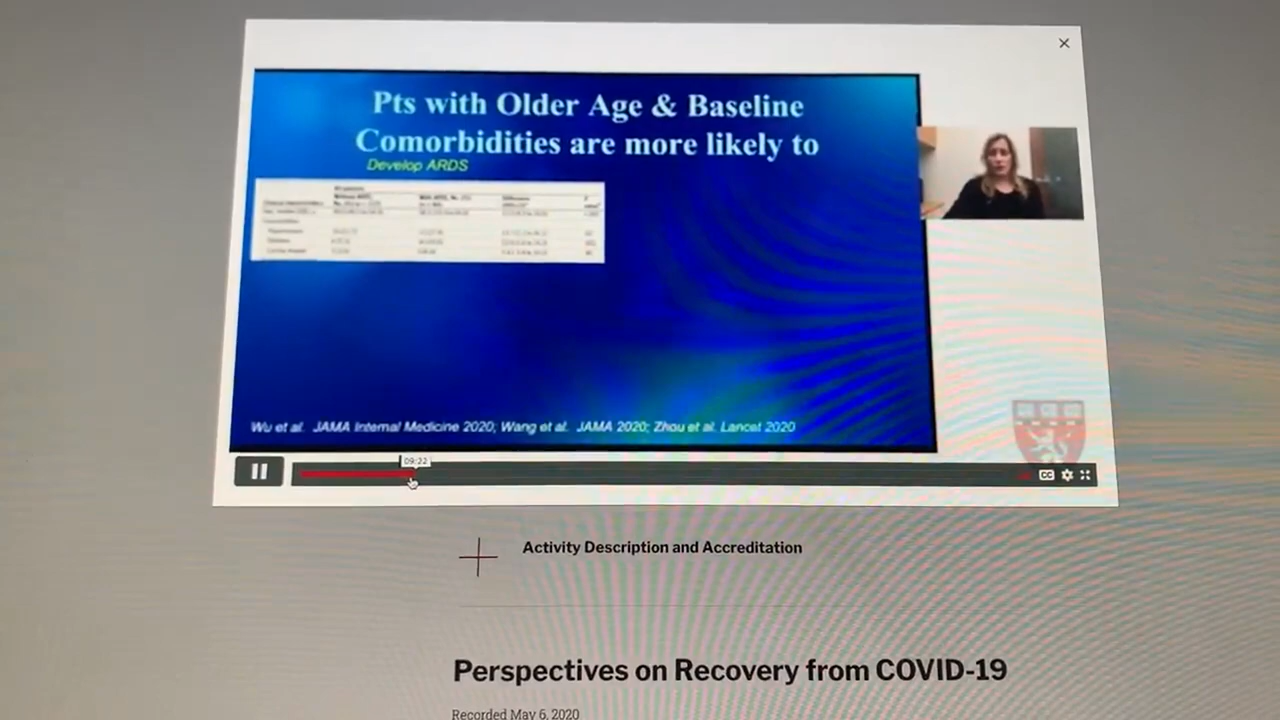 Pts with Older Age & Baseline
Comorbidities are more likely to
Develop ARDS
Wu et al. JAMA Internal Medicine 2020; Wang et al. JAMA 2020; Zhou et al. Lancet 2020
09:22
CC
Activity Description and Accreditation
Perspectives on Recovery from COVID-19
Recorded May 6, 2020